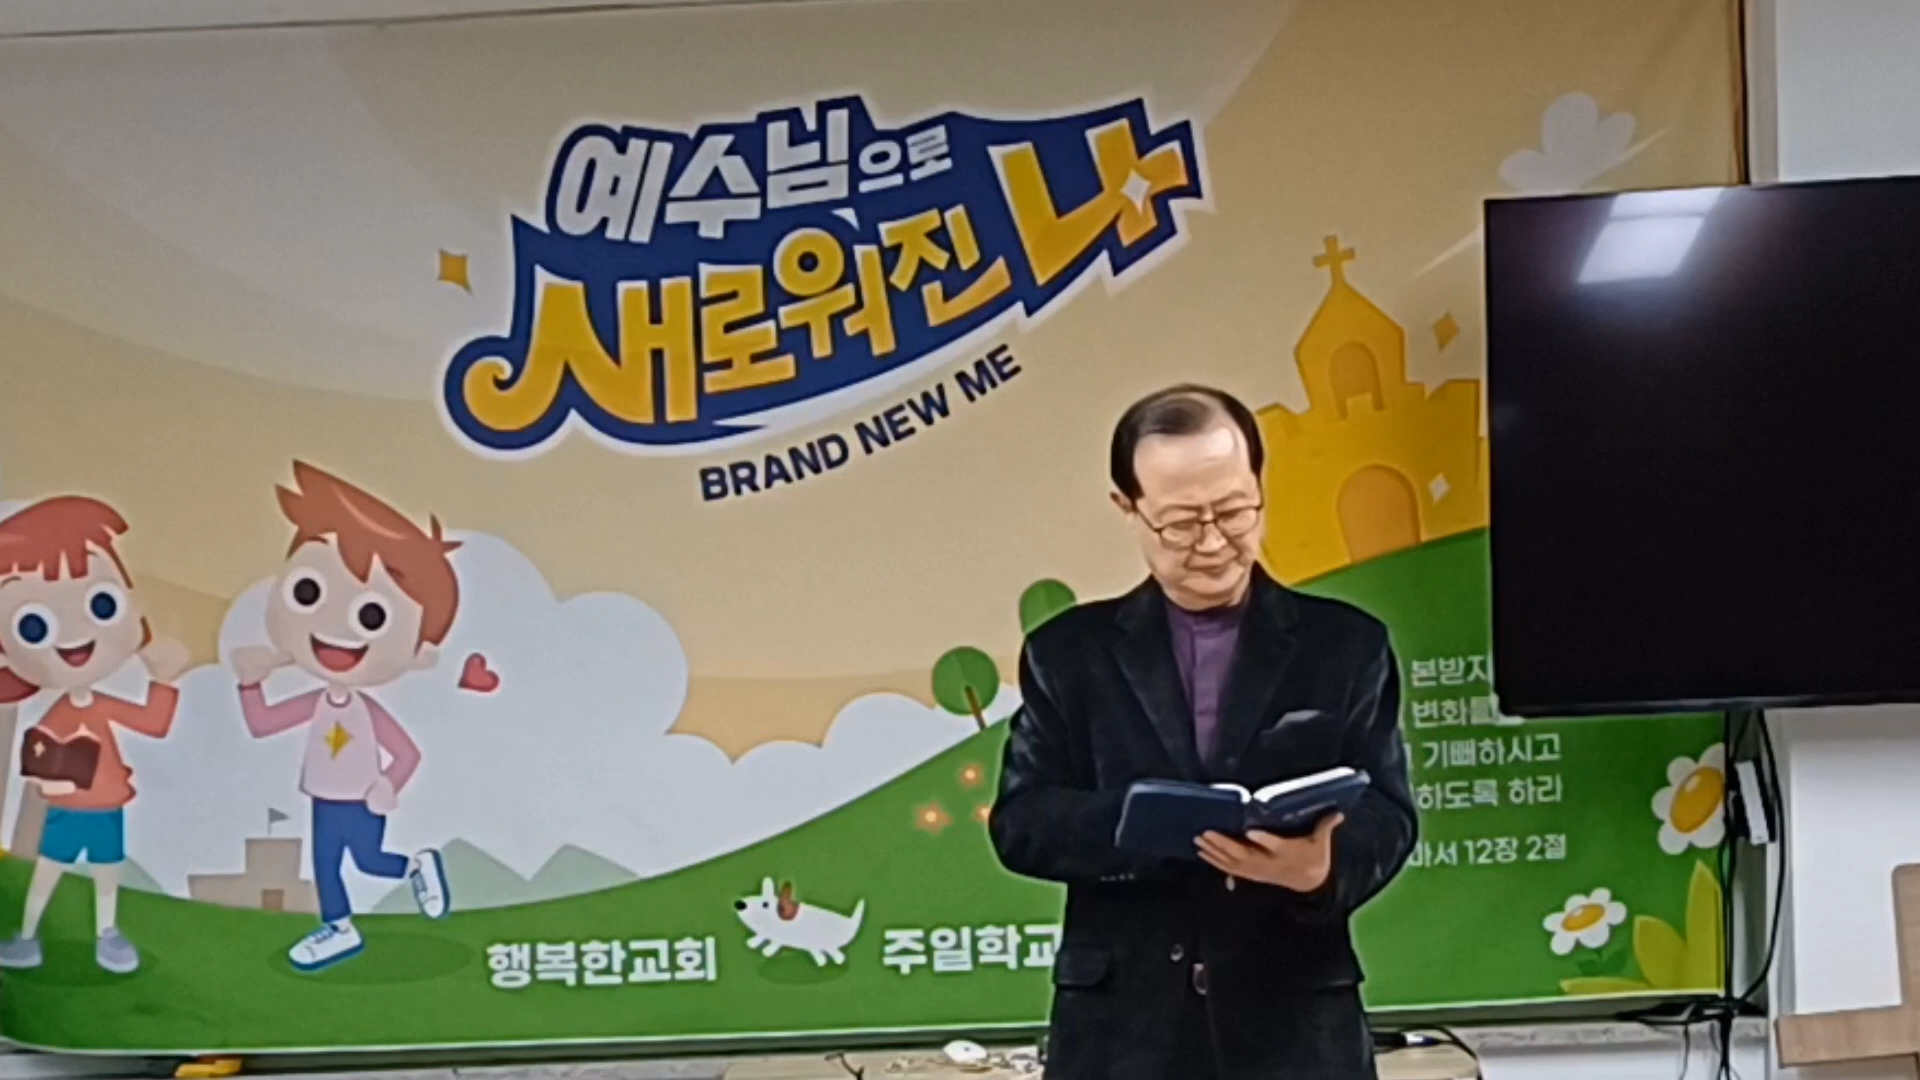 예수님으로
새로워진 나
BRAND NEW ME
본받지
변화를
기뻐하시고
하도록 하라
마서 12장 2절
행복한교회 주일학교